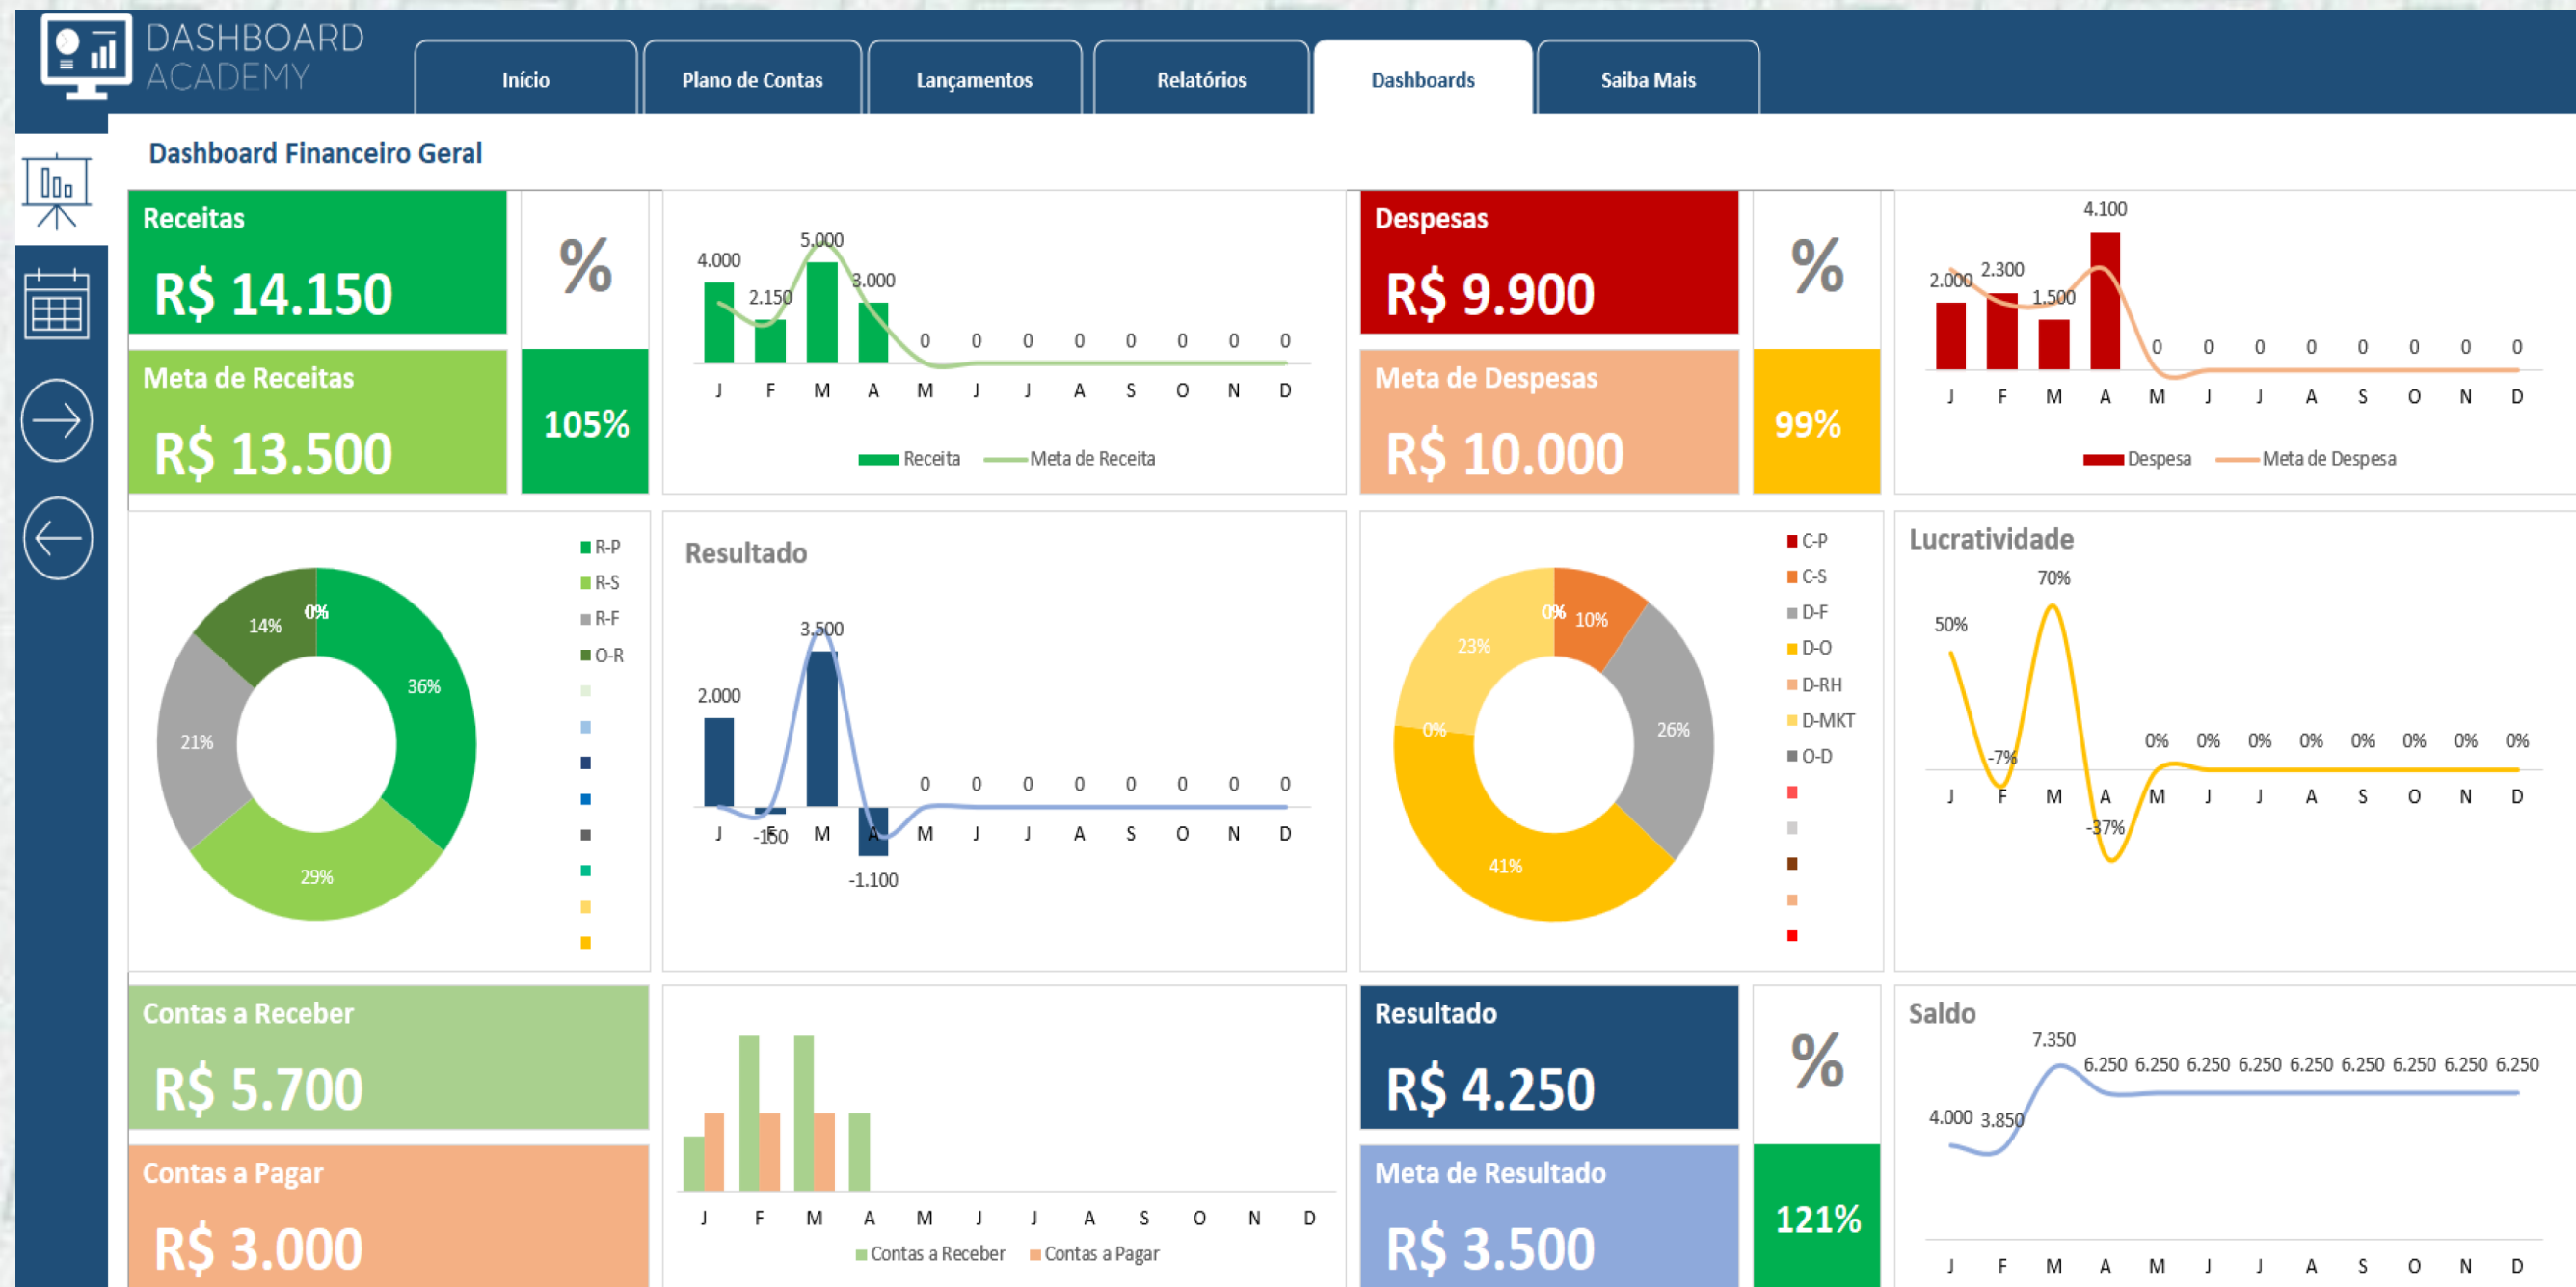 DASHBOARD
ACADEMY
Início
Plano de Contas
Lançamentos
Relatórios
Dashboards
Saiba Mais
Dashboard Financeiro Geral
Receitas
R$ 14.150
%
Meta de Receitas
R$ 13.500
105%
4.000 2.150 5.000 3.000 0 0 0 0 0 0 0 0
J F M A M J J A S O N D
Receita Meta de Receita
Despesas
R$ 9.900
%
Meta de Despesas
R$ 10.000
99%
2.000 2.300 1.500 4.100 0 0 0 0 0 0 0 0
J F M A M J J A S O N D
Despesa Meta de Despesa
14%
0%
36%
21%
29%
R-P
R-S
R-F
O-R
Resultado
2.000 -150 3.500 -1.100 0 0 0 0 0 0 0 0
J F M A M J J A S O N D
0%
10%
23%
0%
26%
41%
C-P
C-S
D-F
D-O
D-RH
D-MKT
O-D
Lucratividade
50% -7% 70% -37% 0% 0% 0% 0% 0% 0% 0% 0%
J F M A M J J A S O N D
Contas a Receber
R$ 5.700
Contas a Pagar
R$ 3.000
J F M A M J J A S O N D
Contas a Receber Contas a Pagar
Resultado
R$ 4.250
%
Meta de Resultado
R$ 3.500
121%
Saldo
4.000 3.850 7.350 6.250 6.250 6.250 6.250 6.250 6.250 6.250 6.250 6.250
J F M A M J J A S O N D